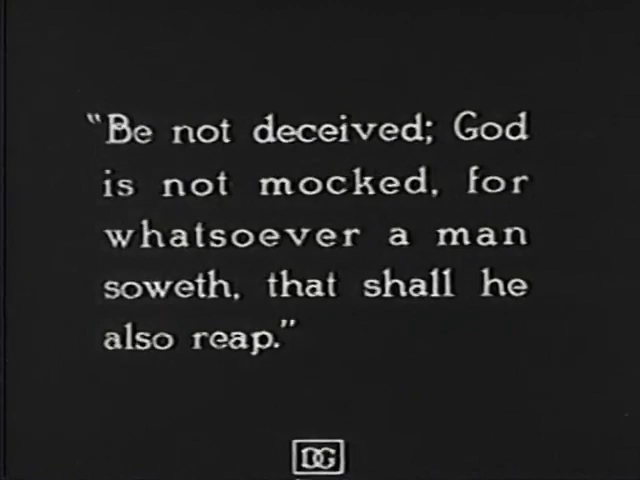 "Be not deceived; God
is not mocked, for
whatsoever a man
soweth, that shall he
also reap."
DG